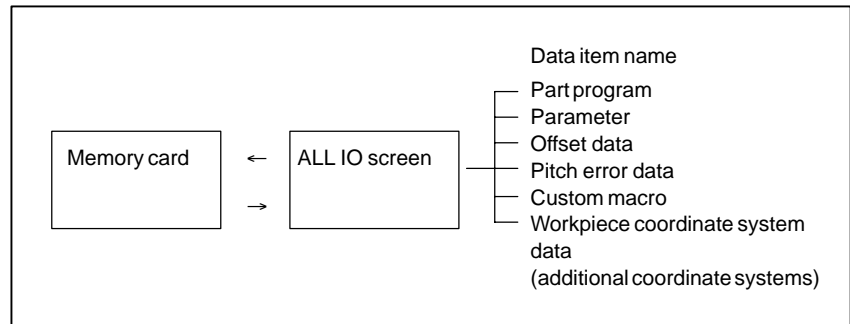 Data item name
Part program
Parameter
Memory card ← ALL IO screen Offset data
Pitch error data
→ Custom macro
Workpiece coordinate system
data
(additional coordinate systems)